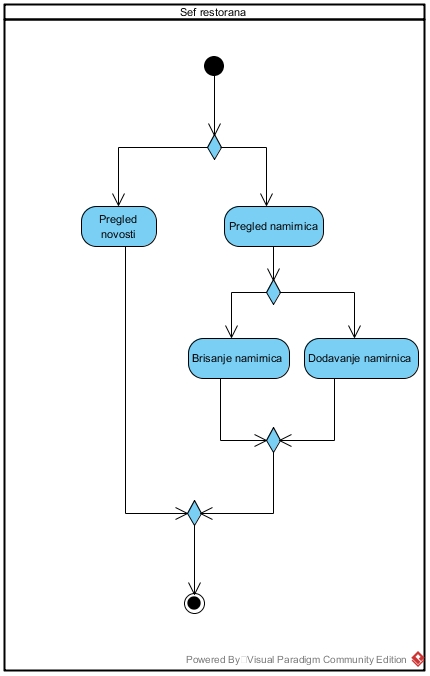 Sef restorana
Pregled
novosti
Pregled namirnica
Brisanje namirnica
Dodavanje namirnica
Powered By Visual Paradigm Community Edition